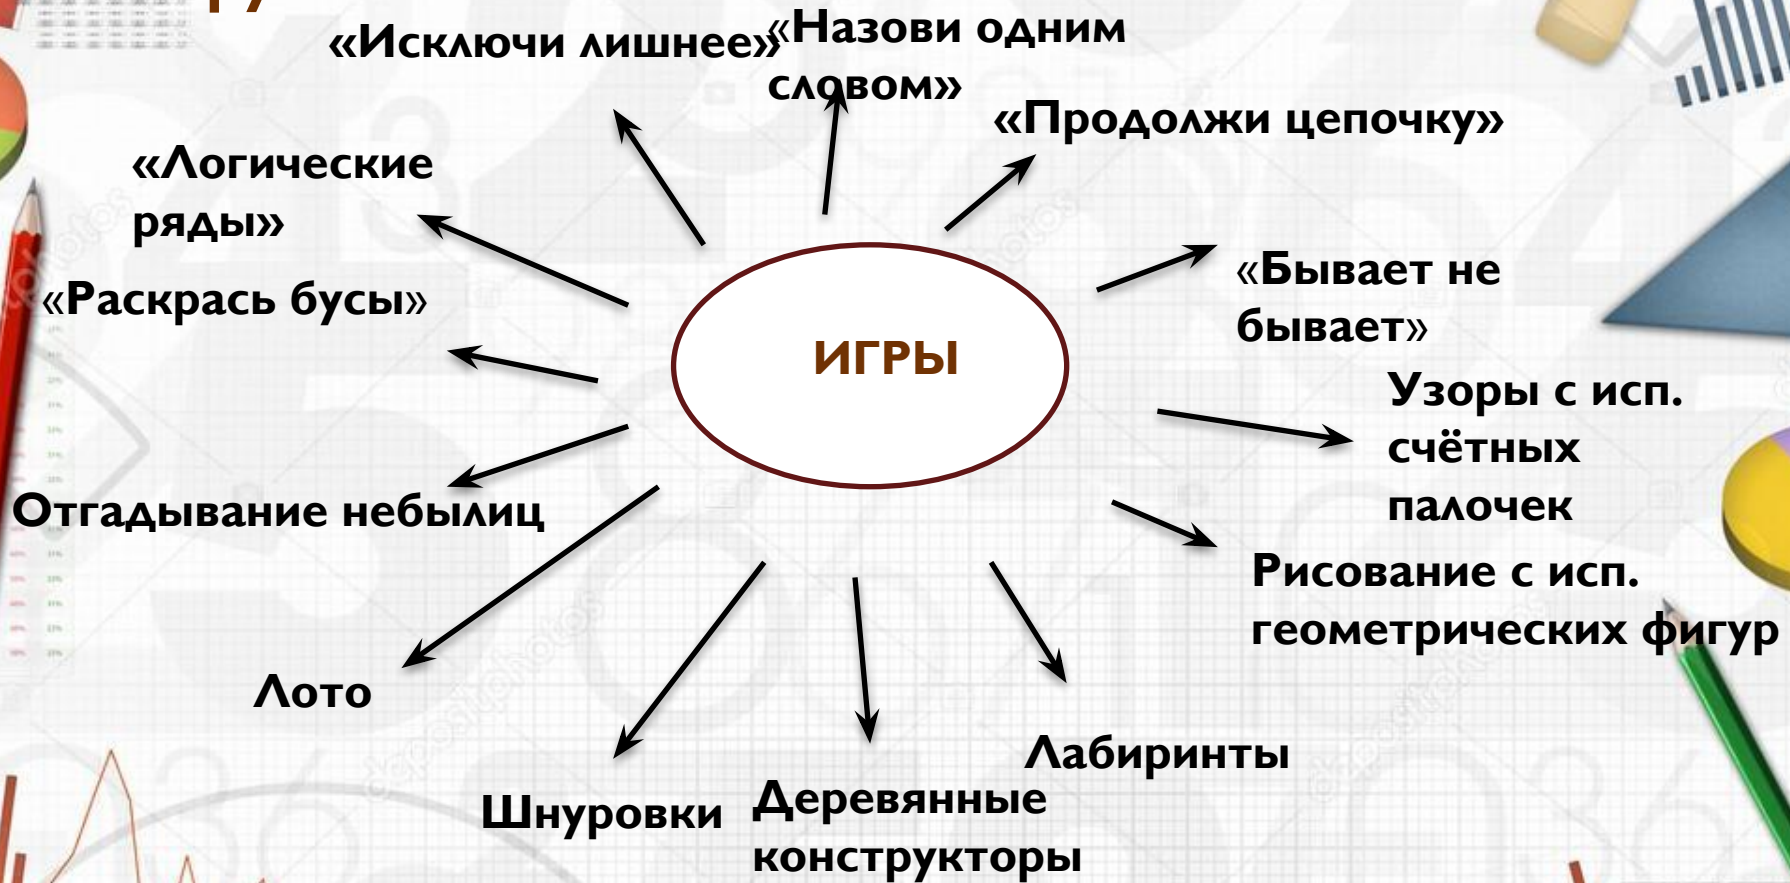 «Исключи лишнее»
«Назови одним
словом»
«Продолжи цепочку»
«Логические
ряды»
«Бывает не
бывает»
«Раскрась бусы»
ИГРЫ
Узоры с исп.
счётных
палочек
Отгадывание небылиц
Рисование с исп.
геометрических фигур
Лото
Лабиринты
Шнуровки
Деревянные
конструкторы